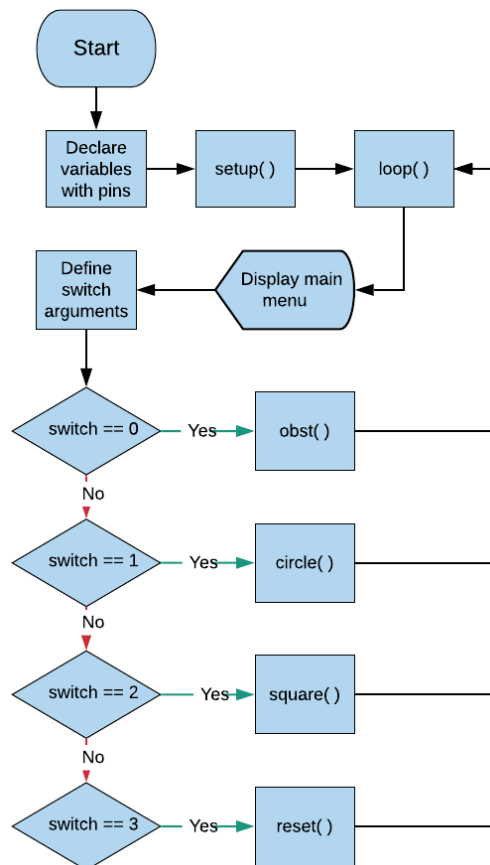 Start
Declare
variables
with pins
setup( )
loop( )
Display main
menu
Define
switch
arguments
switch == 0
Yes
obst( )
No
switch == 1
Yes
circle( )
No
switch == 2
Yes
square( )
No
switch == 3
Yes
reset( )